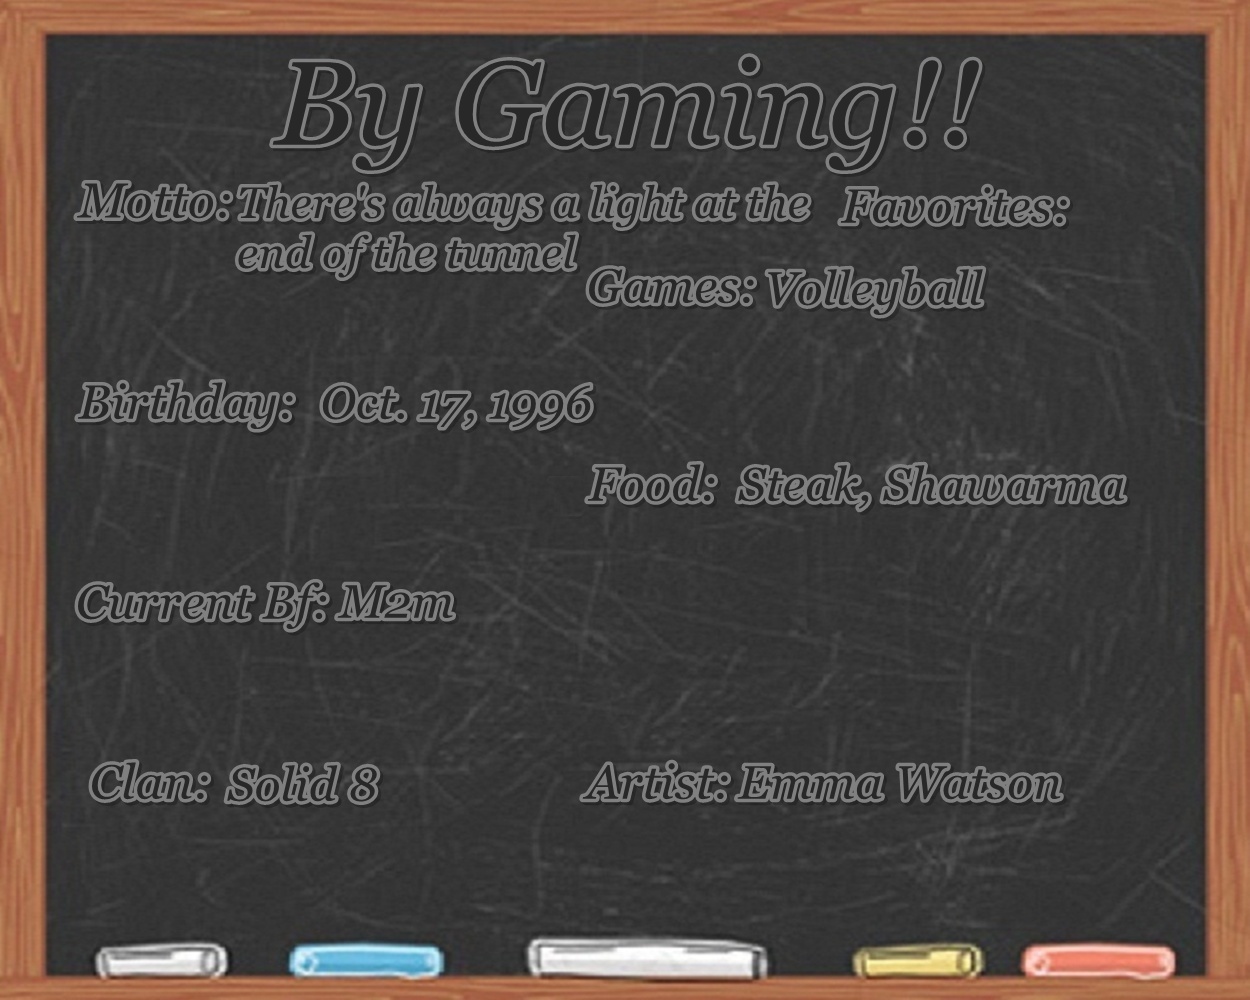 By Gaming!!
Motto: There's always a light at the
end of the tunnel
Favorites:
Games: Volleyball
Birthday: Oct. 17, 1996
Food: Steak, Shawarma
Current Bf: M2m
Clan: Solid 8
Artist: Emma Watson